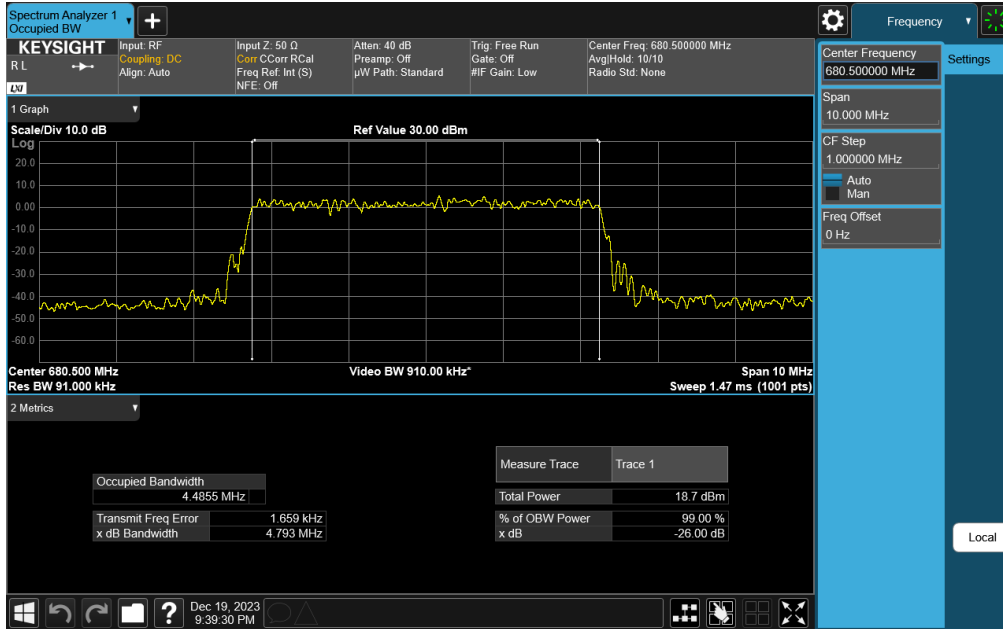 Spectrum Analyzer 1
Occupied BW
+
Frequency
KEYSIGHT
R L
LXI
Input: RF
Coupling: DC
Align: Auto
Input Z: 50 Ω
Corr CCorr RCal
Freq Ref: Int (S)
NFE: Off
Atten: 40 dB
Preamp: Off
µW Path: Standard
Trig: Free Run
Gate: Off
#IF Gain: Low
Center Freq: 680.500000 MHz
Avg|Hold: 10/10
Radio Std: None
Center Frequency
680.500000 MHz
Settings
Span
10.000 MHz
CF Step
1.000000 MHz
Auto
Man
Freq Offset
0 Hz
Local
1 Graph
Scale/Div 10.0 dB
Ref Value 30.00 dBm
Log
20.0
10.0
0.00
-10.0
-20.0
-30.0
-40.0
-50.0
-60.0
Center 680.500 MHz
Video BW 910.00 kHz*
Span 10 MHz
Res BW 91.000 kHz
Sweep 1.47 ms (1001 pts)
2 Metrics
Occupied Bandwidth
4.4855 MHz
Transmit Freq Error 1.659 kHz
x dB Bandwidth 4.793 MHz
Measure Trace Trace 1
Total Power 18.7 dBm
% of OBW Power 99.00 %
x dB -26.00 dB
?
Dec 19, 2023
9:39:30 PM